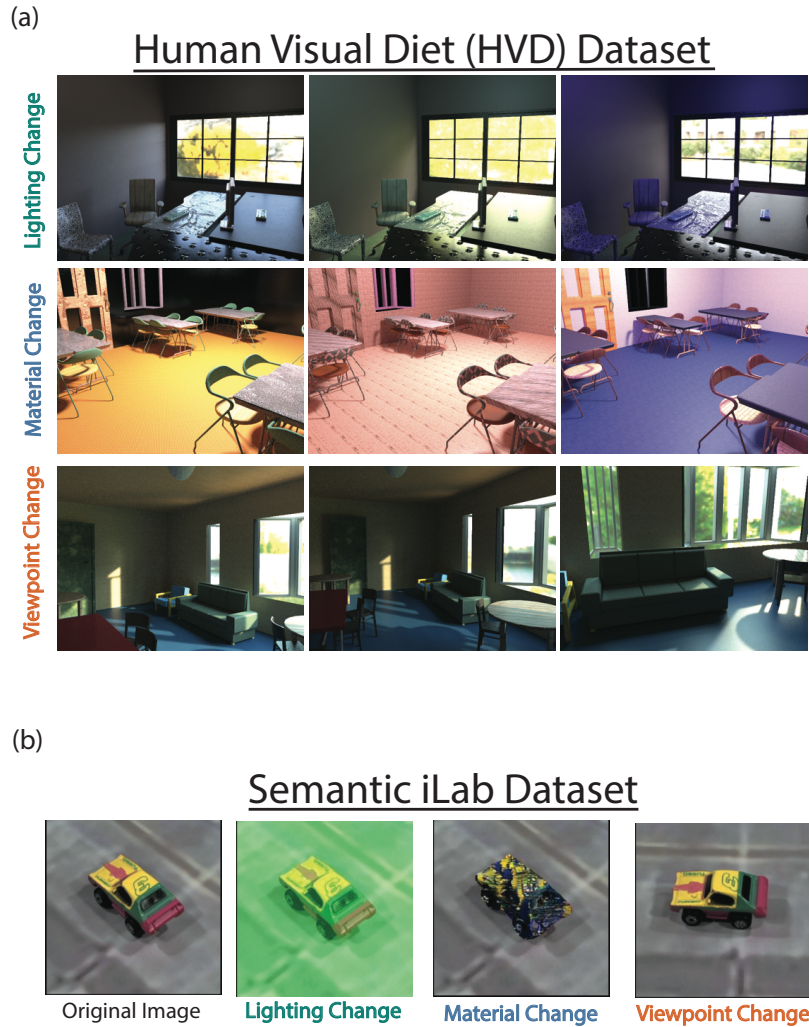 (a)
Human Visual Diet (HVD) Dataset
Lighting Change
Material Change
Viewpoint Change
(b)
Semantic iLab Dataset
Original Image
Lighting Change
Material Change
Viewpoint Change